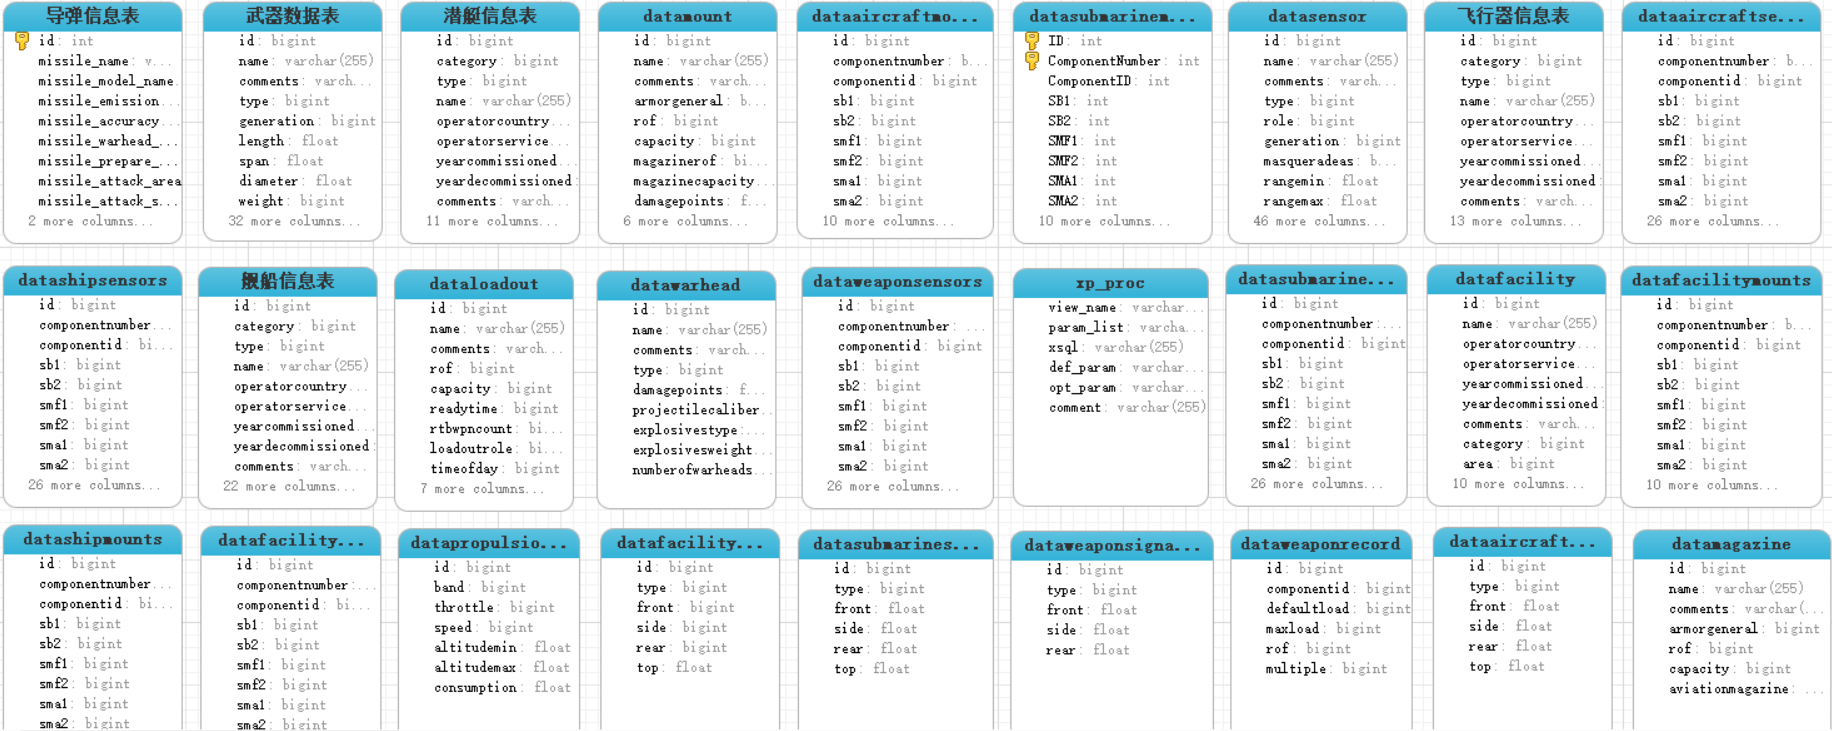 导弹信息表
id: int
missile_name: v...
missile_model_name
missile_emission...
missile_accuracy...
missile_warhead_...
missile_prepare_...
missile_attack_area
missile_attack_s...
2 more columns...
武器数据表
id: bigint
name: varchar(255)
comments: varch...
type: bigint
generation: bigint
length: float
span: float
diameter: float
weight: bigint
32 more columns...
潜艇信息表
id: bigint
category: bigint
type: bigint
name: varchar(255)
operatorcountry...
operatorservice...
yearcommissioned...
yeardecommissioned:
comments: varch...
11 more columns...
datamount
id: bigint
name: varchar(255)
comments: varch...
armorgeneral: b...
rof: bigint
capacity: bigint
magazinerof: bi...
magazinecapacity...
damagepoints: f...
6 more columns...
dataaircraftmo...
id: bigint
componentnumber: b...
componentid: bigint
sb1: bigint
sb2: bigint
smf1: bigint
smf2: bigint
sma1: bigint
sma2: bigint
10 more columns...
datasubmarinem...
ID: int
ComponentNumber: int
ComponentID: int
SB1: int
SB2: int
SMF1: int
SMF2: int
SMA1: int
SMA2: int
10 more columns...
datasensor
id: bigint
name: varchar(255)
comments: varch...
type: bigint
role: bigint
generation: bigint
masqueradeas: b...
rangemin: float
rangemax: float
46 more columns...
飞行器信息表
id: bigint
category: bigint
type: bigint
name: varchar(255)
operatorcountry...
operatorservice...
yearcommissioned...
yeardecommissioned:
comments: varch...
13 more columns...
dataaircraftse...
id: bigint
componentnumber: b...
componentid: bigint
sb1: bigint
sb2: bigint
smf1: bigint
smf2: bigint
sma1: bigint
sma2: bigint
26 more columns...
datashipsensors
id: bigint
componentnumber...
componentid: bi...
sb1: bigint
sb2: bigint
smf1: bigint
smf2: bigint
sma1: bigint
sma2: bigint
26 more columns...
舰船信息表
id: bigint
category: bigint
type: bigint
name: varchar(255)
operatorcountry...
operatorservice...
yearcommissioned...
yeardecommissioned:
comments: varch...
22 more columns...
dataloadout
id: bigint
name: varchar(255)
comments: varch...
rof: bigint
capacity: bigint
readytime: bigint
rtbwpncount: bi...
loadoutrole: bi...
timeofday: bigint
7 more columns...
datawarhead
id: bigint
name: varchar(255)
comments: varch...
type: bigint
damagepoints: f...
projectilecaliber...
explosivestype:...
explosivesweight...
numberofwarheads...
dataweaponsensors
id: bigint
componentnumber: ...
componentid: bigint
sb1: bigint
sb2: bigint
smf1: bigint
smf2: bigint
sma1: bigint
sma2: bigint
26 more columns...
xp_proc
view_name: varchar...
param_list: varcha...
xsql: varchar(255)
def_param: varchar...
opt_param: varchar...
comment: varchar(255)
datasubmarine...
id: bigint
componentnumber:...
componentid: bigint
sb1: bigint
sb2: bigint
smf1: bigint
smf2: bigint
sma1: bigint
sma2: bigint
26 more columns...
datafacility
id: bigint
name: varchar(255)
operatorcountry...
operatorservice...
yearcommissioned...
yeardecommissioned:
comments: varch...
category: bigint
area: bigint
10 more columns...
datafacilitymounts
id: bigint
componentnumber: b...
componentid: bigint
sb1: bigint
sb2: bigint
smf1: bigint
smf2: bigint
sma1: bigint
sma2: bigint
10 more columns...
datashipmounts
id: bigint
componentnumber...
componentid: bi...
sb1: bigint
sb2: bigint
smf1: bigint
smf2: bigint
sma1: bigint
sma2: bigint
datafacility...
id: bigint
componentnumber:...
componentid: bi...
sb1: bigint
sb2: bigint
smf1: bigint
smf2: bigint
sma1: bigint
sma2: bigint
datapropulsio...
id: bigint
band: bigint
throttle: bigint
speed: bigint
altitudemin: float
altitudemax: float
consumption: float
datafacility...
id: bigint
type: bigint
front: bigint
side: bigint
rear: bigint
top: float
datasubmarines...
id: bigint
type: bigint
front: float
side: float
rear: float
top: float
dataweaponsigna...
id: bigint
type: bigint
front: float
side: float
rear: float
dataweaponrecord
id: bigint
componentid: bigint
defaultload: bigint
maxload: bigint
rof: bigint
multiple: bigint
dataaircraft...
id: bigint
type: bigint
front: float
side: float
rear: float
top: float
datamagazine
id: bigint
name: varchar(255)
comments: varchar(...
armorgeneral: bigint
rof: bigint
capacity: bigint
aviationmagazine: ...